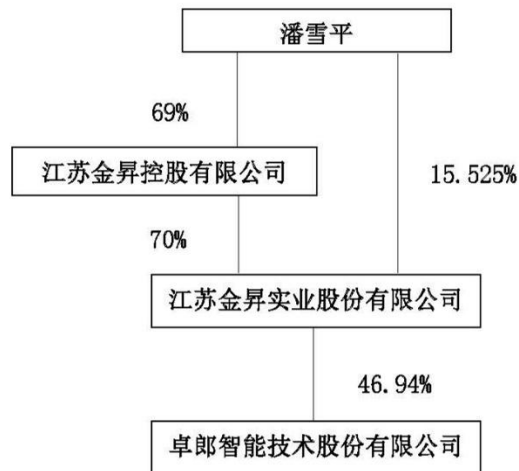 潘雪平
69%
江苏金昇控股有限公司
15.525%
70%
江苏金昇实业股份有限公司
46.94%
卓郎智能技术股份有限公司